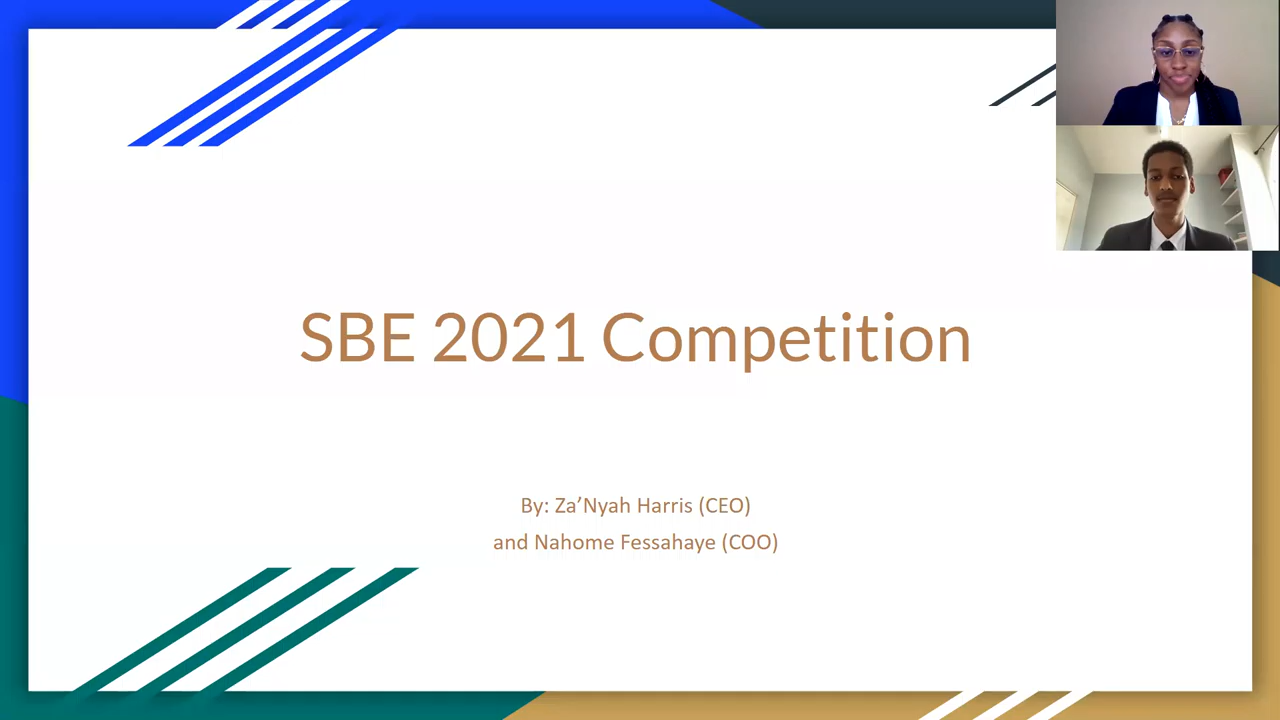 SBE 2021 Competition
By: Za’Nyah Harris (CEO)
and Nahome Fessahaye (COO)